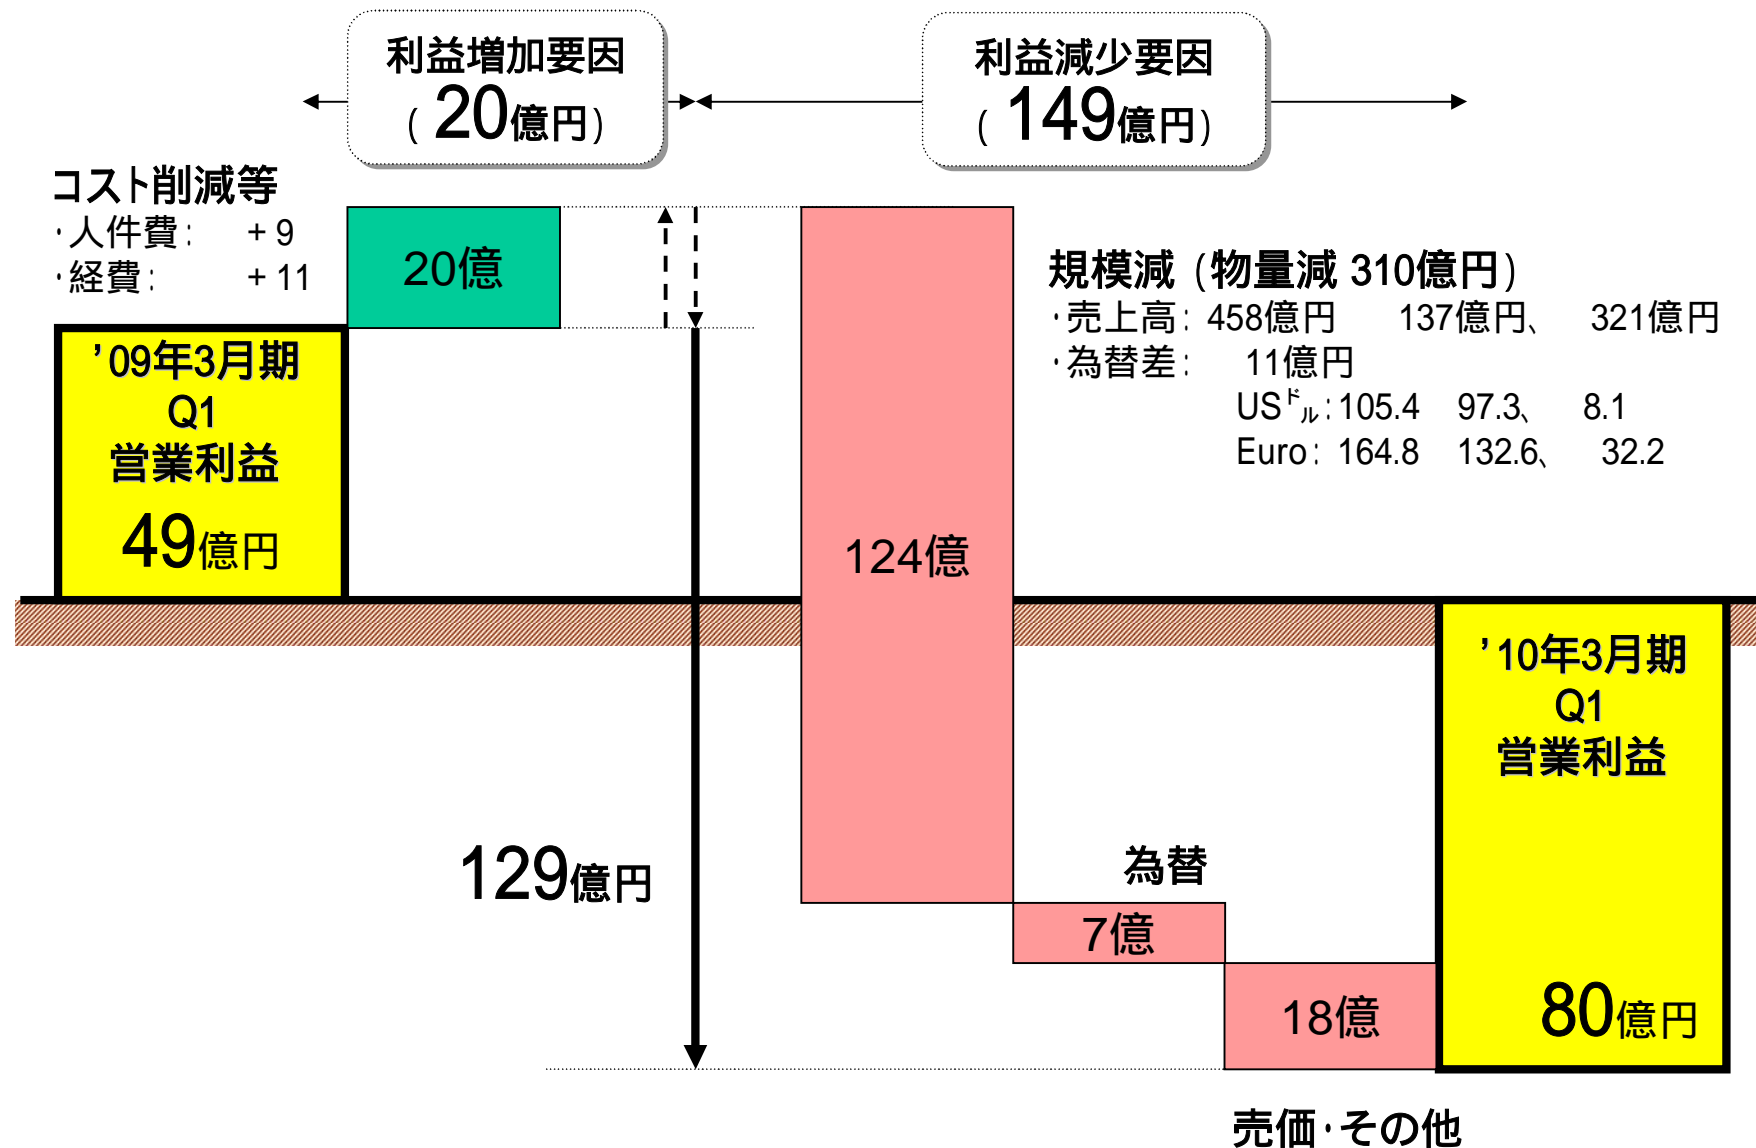 利益増加要因
( 20億円)
利益減少要因
( 149億円)
コスト削減等
・人件費: + 9
・経費: + 11
20億
規模減 (物量減 310億円)
・売上高: 458億円 137億円、 321億円
・為替差: 11億円
USドル: 105.4 97.3、 8.1
Euro: 164.8 132.6、 32.2
’09年3月期
Q1
営業利益
49億円
124億
’10年3月期
Q1
営業利益
80億円
129億円
為替
7億
18億
売価・その他